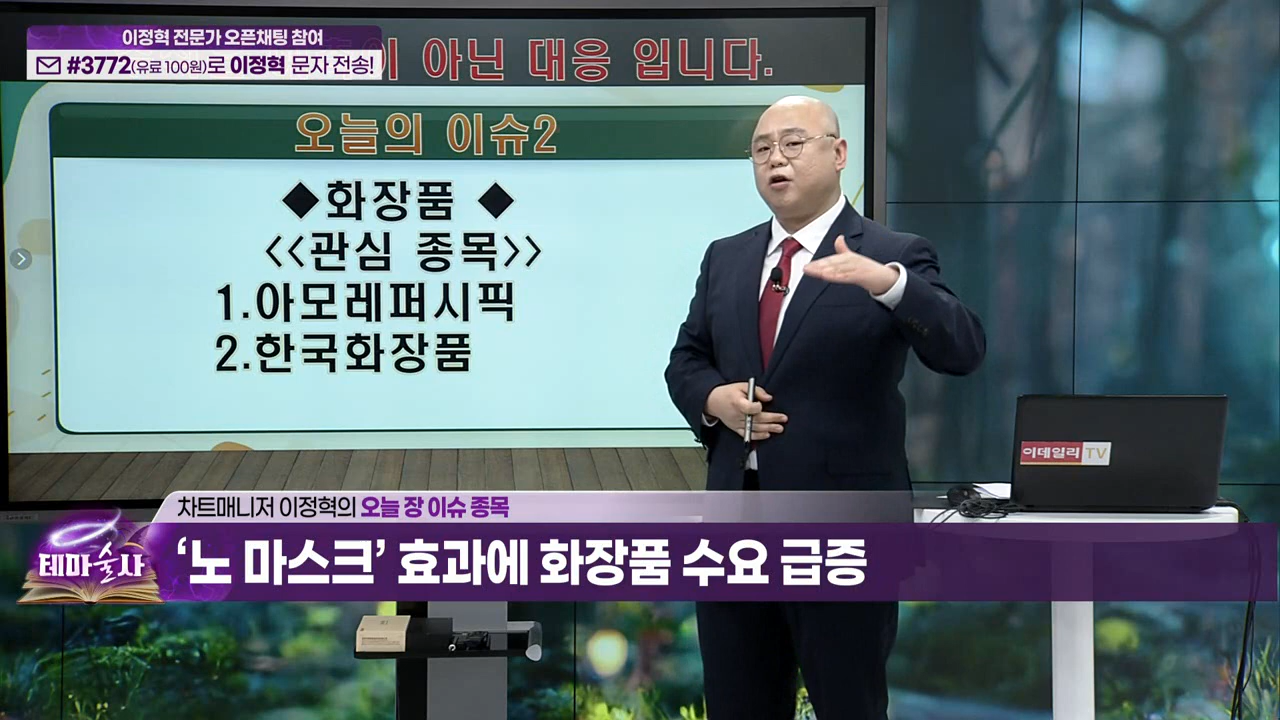 이정혁 전문가 오픈채팅 참여
#3772(유료 100원)로 이정혁 문자 전송!
이 아닌 대응 입니다.
오늘의 이슈2
◆화장품 ◆
<<관심 종목>>
1.아모레퍼시픽
2.한국화장품
이데일리 TV
차트매니저 이정혁의 오늘 장 이슈 종목
테마술사
‘노 마스크’ 효과에 화장품 수요 급증